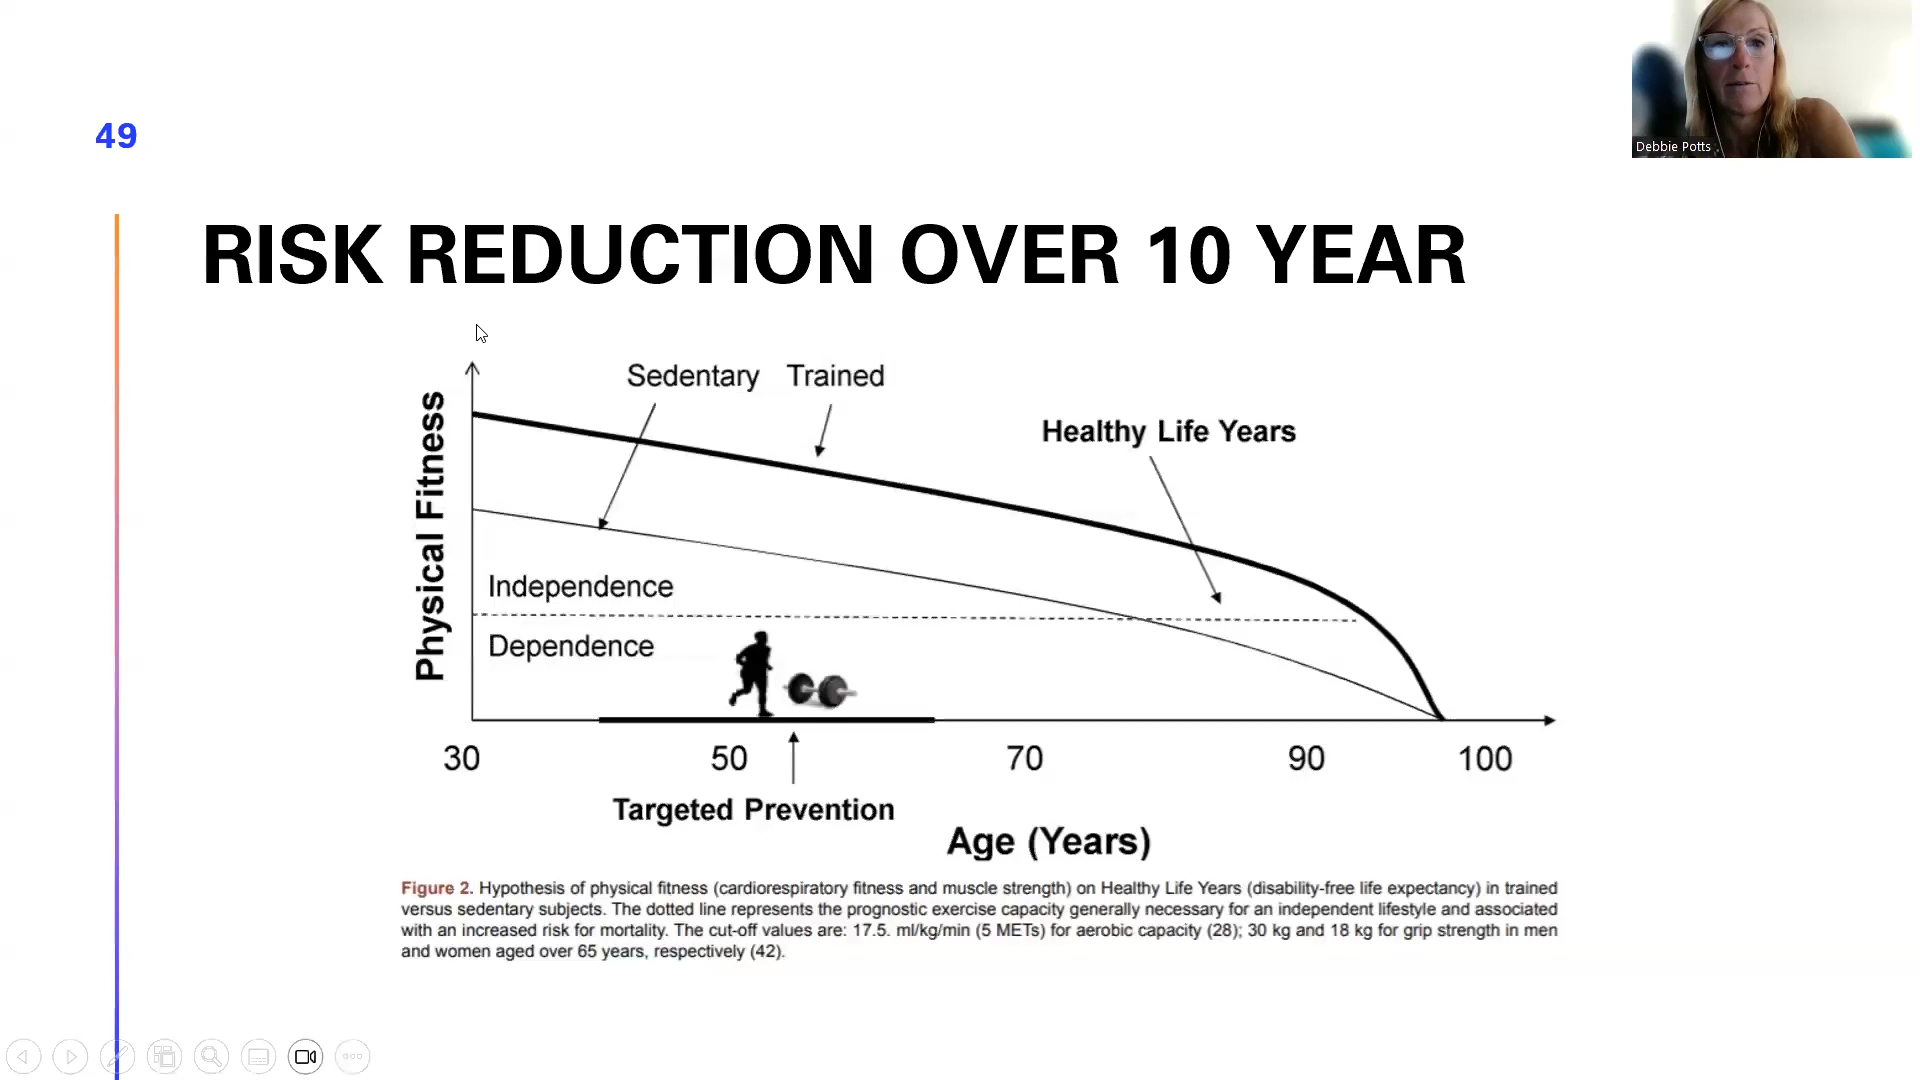 Debbie Potts
49
RISK REDUCTION OVER 10 YEAR
Sedentary Trained
Healthy Life Years
Physical Fitness
Independence
Dependence
30 50 70 90 100
Targeted Prevention
Age (Years)
Figure 2. Hypothesis of physical fitness (cardiorespiratory fitness and muscle strength) on Healthy Life Years (disability-free life expectancy) in trained
versus sedentary subjects. The dotted line represents the prognostic exercise capacity generally necessary for an independent lifestyle and associated
with an increased risk for mortality. The cut-off values are: 17.5. ml/kg/min (5 METs) for aerobic capacity (28); 30 kg and 18 kg for grip strength in men
and women aged over 65 years, respectively (42).